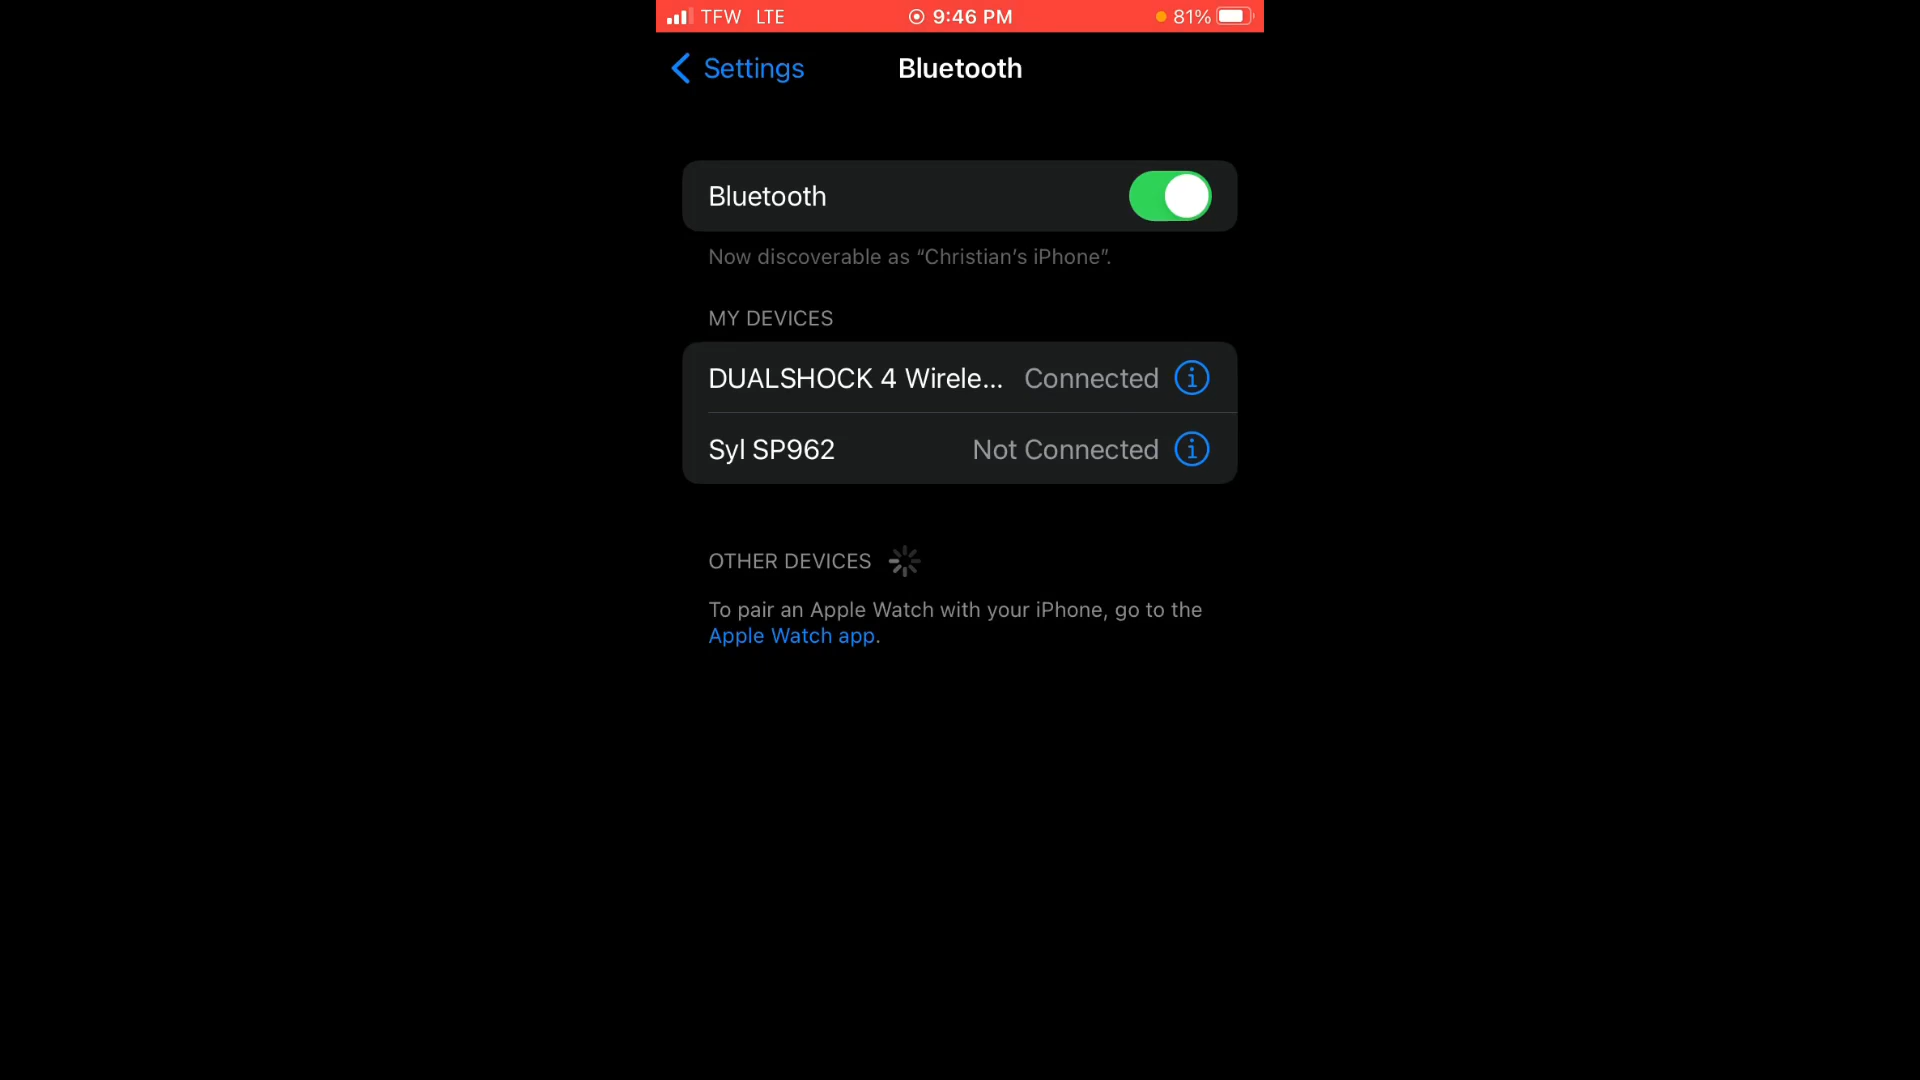 TFW LTE 9:46 PM 81%
Settings Bluetooth
Bluetooth
Now discoverable as “Christian’s iPhone”.
MY DEVICES
DUALSHOCK 4 Wirele... Connected
Syl SP962 Not Connected
OTHER DEVICES
To pair an Apple Watch with your iPhone, go to the
Apple Watch app.